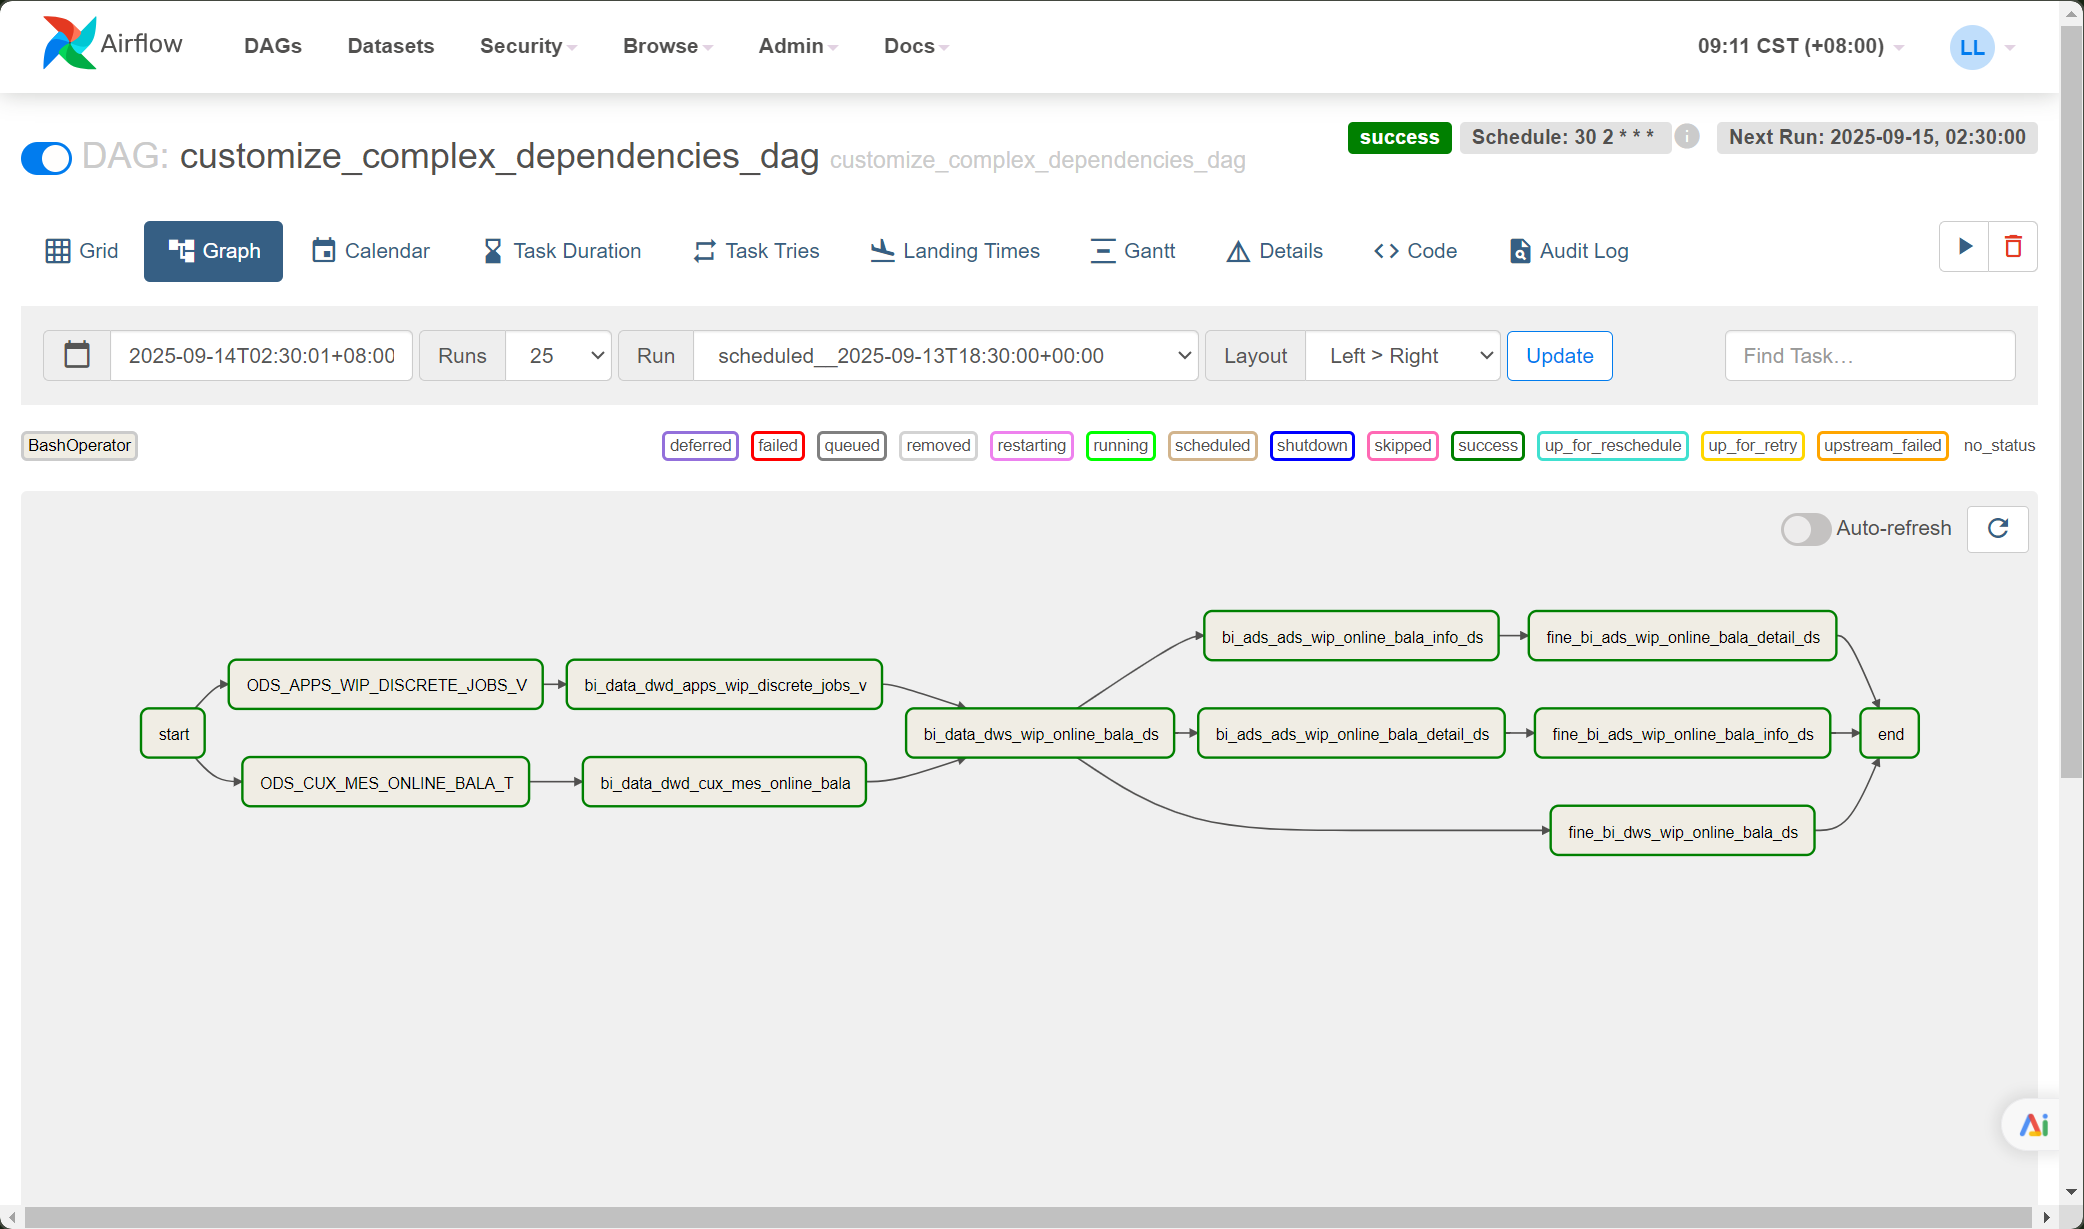 Airflow DAGs Datasets Security Browse Admin Docs 09:11 CST (+08:00) LL
DAG: customize_complex_dependencies_dag customize_complex_dependencies_dag success Schedule: 30 2 * * * i Next Run: 2025-09-15, 02:30:00
Grid Graph Calendar Task Duration Task Tries Landing Times Gantt Details Code Audit Log
2025-09-14T02:30:01+08:00 Runs 25 Run scheduled__2025-09-13T18:30:00+00:00 Layout Left > Right Update Find Task…
BashOperator deferred failed queued removed restarting running scheduled shutdown skipped success up_for_reschedule up_for_retry upstream_failed no_status
Auto-refresh
bi_ads_ads_wip_online_bala_info_ds fine_bi_ads_wip_online_bala_detail_ds
ODS_APPS_WIP_DISCRETE_JOBS_V bi_data_dwd_apps_wip_discrete_jobs_v
start bi_data_dws_wip_online_bala_ds bi_ads_ads_wip_online_bala_detail_ds fine_bi_ads_wip_online_bala_info_ds end
ODS_CUX_MES_ONLINE_BALA_T bi_data_dwd_cux_mes_online_bala
fine_bi_dws_wip_online_bala_ds
Ai